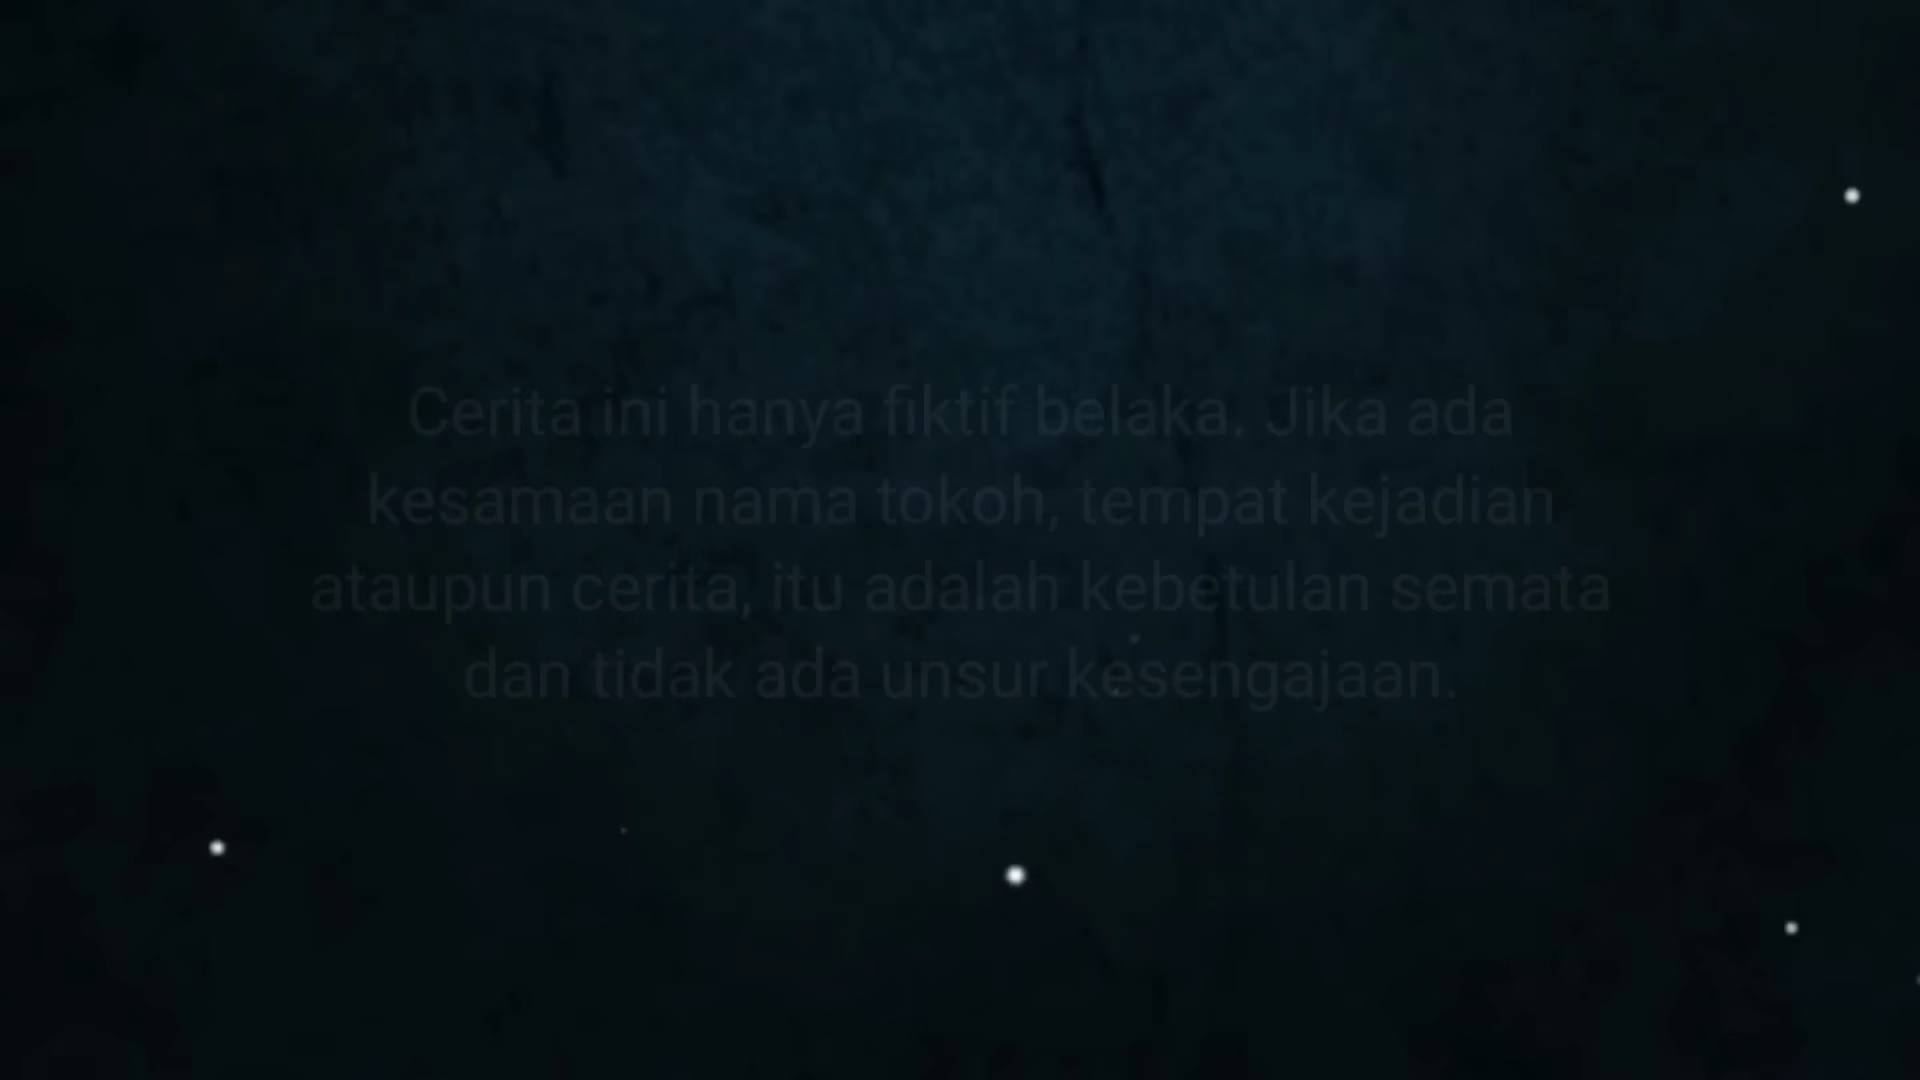 Cerita ini hanya fiktif belaka. Jika ada
kesamaan nama tokoh, tempat kejadian
ataupun cerita, itu adalah kebetulan semata
dan tidak ada unsur kesengajaan.